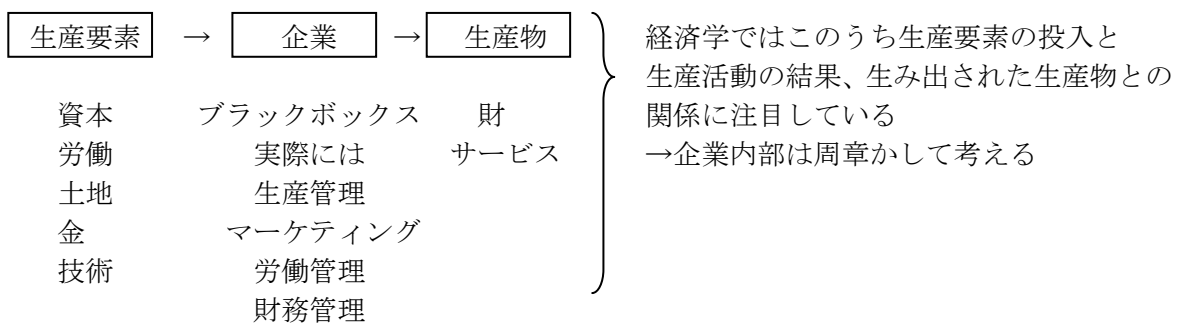 生産要素 → 企業 → 生産物
資本
労働
土地
金
技術
ブラックボックス
実際には
生産管理
マーケティング
労働管理
財務管理
財
サービス
経済学ではこのうち生産要素の投入と
生産活動の結果、生み出された生産物との
関係に注目している
→企業内部は周章かして考える